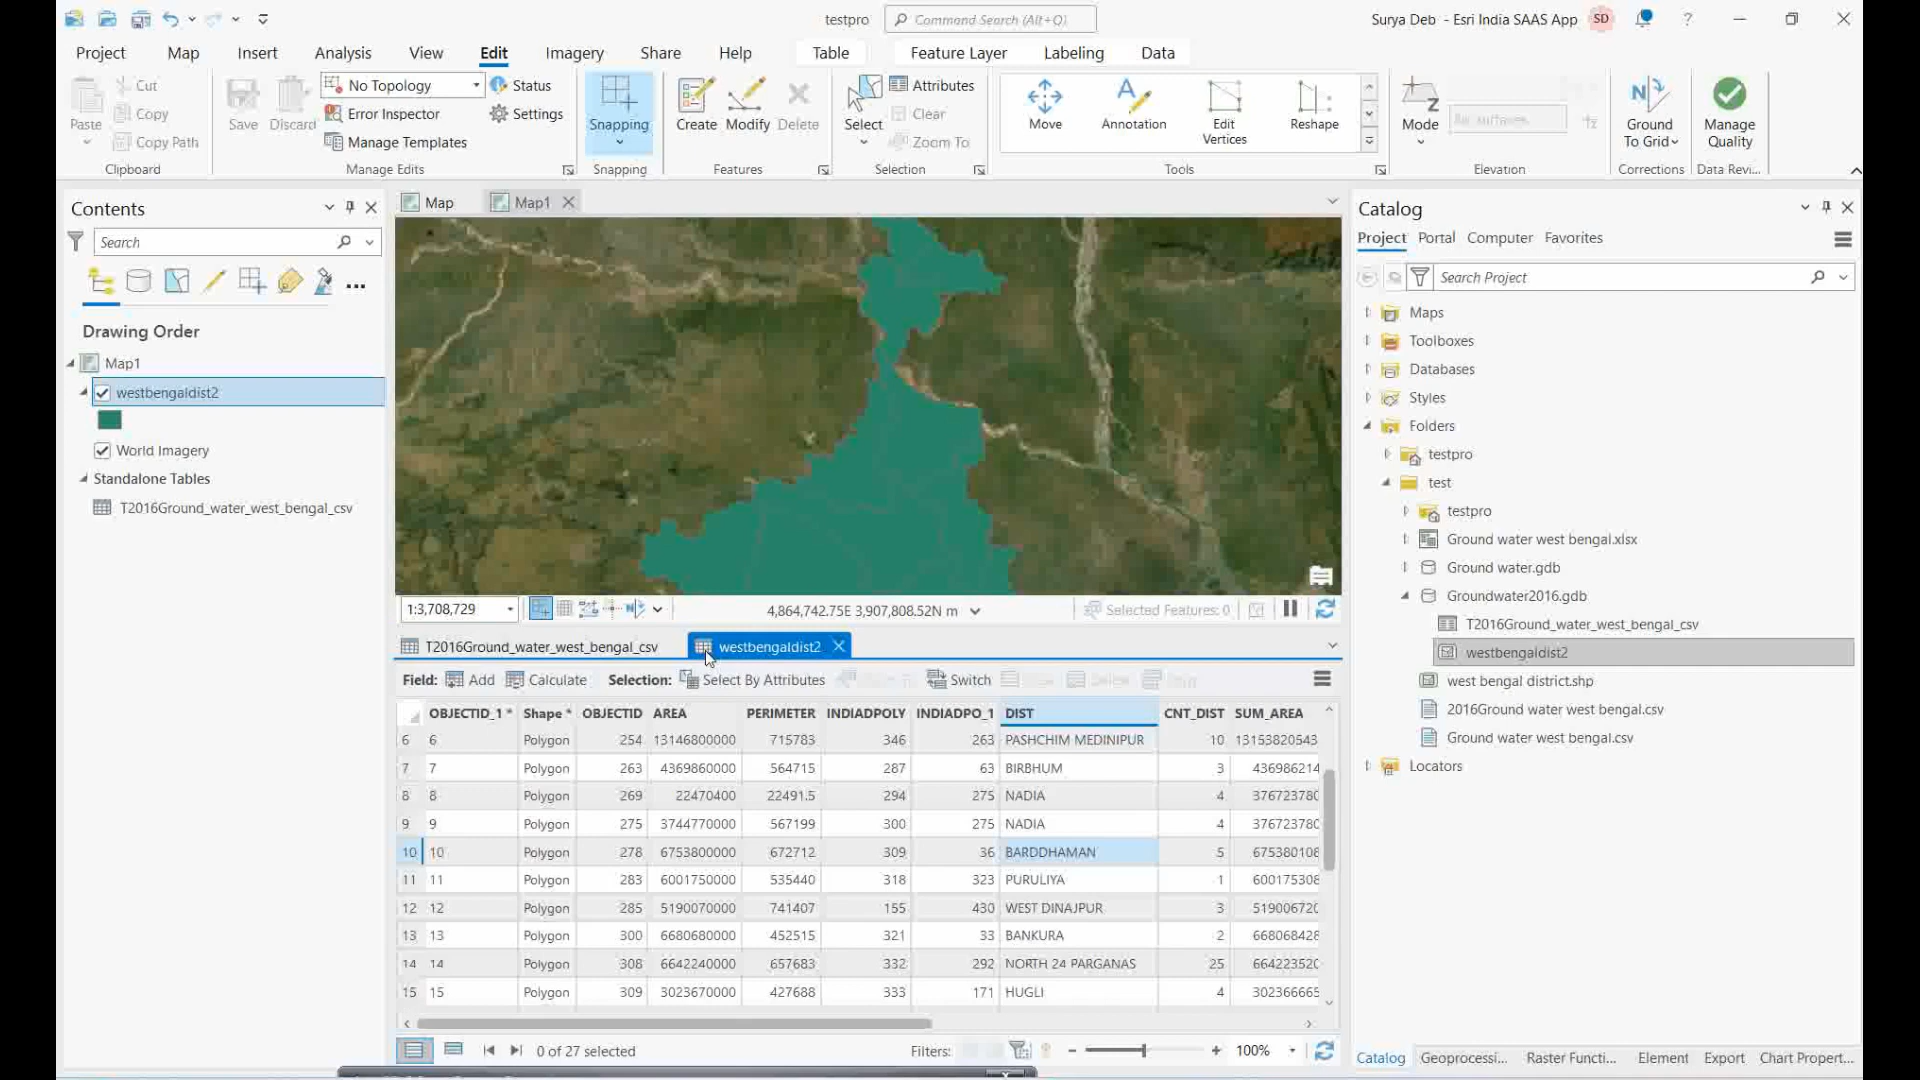 testpro
Command Search (Alt+Q)
Surya Deb - Esri India SAAS App
SD
?
Project
Map
Insert
Analysis
View
Edit
Imagery
Share
Help
Table
Feature Layer
Labeling
Data
Paste
Cut
Copy
Copy Path
Clipboard
Save
Discard
No Topology
Error Inspector
Manage Templates
Status
Settings
Manage Edits
Snapping
Snapping
Create
Modify
Delete
Features
Select
Attributes
Clear
Zoom To
Selection
Move
Annotation
Edit Vertices
Reshape
Tools
Mode
No surfaces
Elevation
Ground To Grid
Corrections
Manage Quality
Data Revi...
Contents
Search
Drawing Order
Map1
westbengaldist2
World Imagery
Standalone Tables
T2016Ground_water_west_bengal_csv
Map
Map1
1:3,708,729
4,864,742.75E 3,907,808.52N m
Selected Features: 0
T2016Ground_water_west_bengal_csv
westbengaldist2
Field: Add Calculate Selection: Select By Attributes Switch
OBJECTID_1 * Shape * OBJECTID AREA PERIMETER INDIADPOLY INDIADPO_1 DIST CNT_DIST SUM_AREA
6 6 Polygon 254 13146800000 715783 346 263 PASHCHIM MEDINIPUR 10 13153820543
7 7 Polygon 263 4369860000 564715 287 63 BIRBHUM 3 436986214
8 8 Polygon 269 22470400 22491.5 294 275 NADIA 4 376723780
9 9 Polygon 275 3744770000 567199 300 275 NADIA 4 376723780
10 10 Polygon 278 6753800000 672712 309 36 BARDDHAMAN 5 675380108
11 11 Polygon 283 6001750000 535440 318 323 PURULIYA 1 600175308
12 12 Polygon 285 5190070000 741407 155 430 WEST DINAJPUR 3 519006720
13 13 Polygon 300 6680680000 452515 321 33 BANKURA 2 668068428
14 14 Polygon 308 6642240000 657683 332 292 NORTH 24 PARGANAS 25 664223520
15 15 Polygon 309 3023670000 427688 333 171 HUGLI 4 302366665
0 of 27 selected
Filters:
100%
Catalog
Project Portal Computer Favorites
Search Project
Maps
Toolboxes
Databases
Styles
Folders
testpro
test
testpro
Ground water west bengal.xlsx
Ground water.gdb
Groundwater2016.gdb
T2016Ground_water_west_bengal_csv
westbengaldist2
west bengal district.shp
2016Ground water west bengal.csv
Ground water west bengal.csv
Locators
Catalog Geoprocessi... Raster Functi... Element Export Chart Propert...